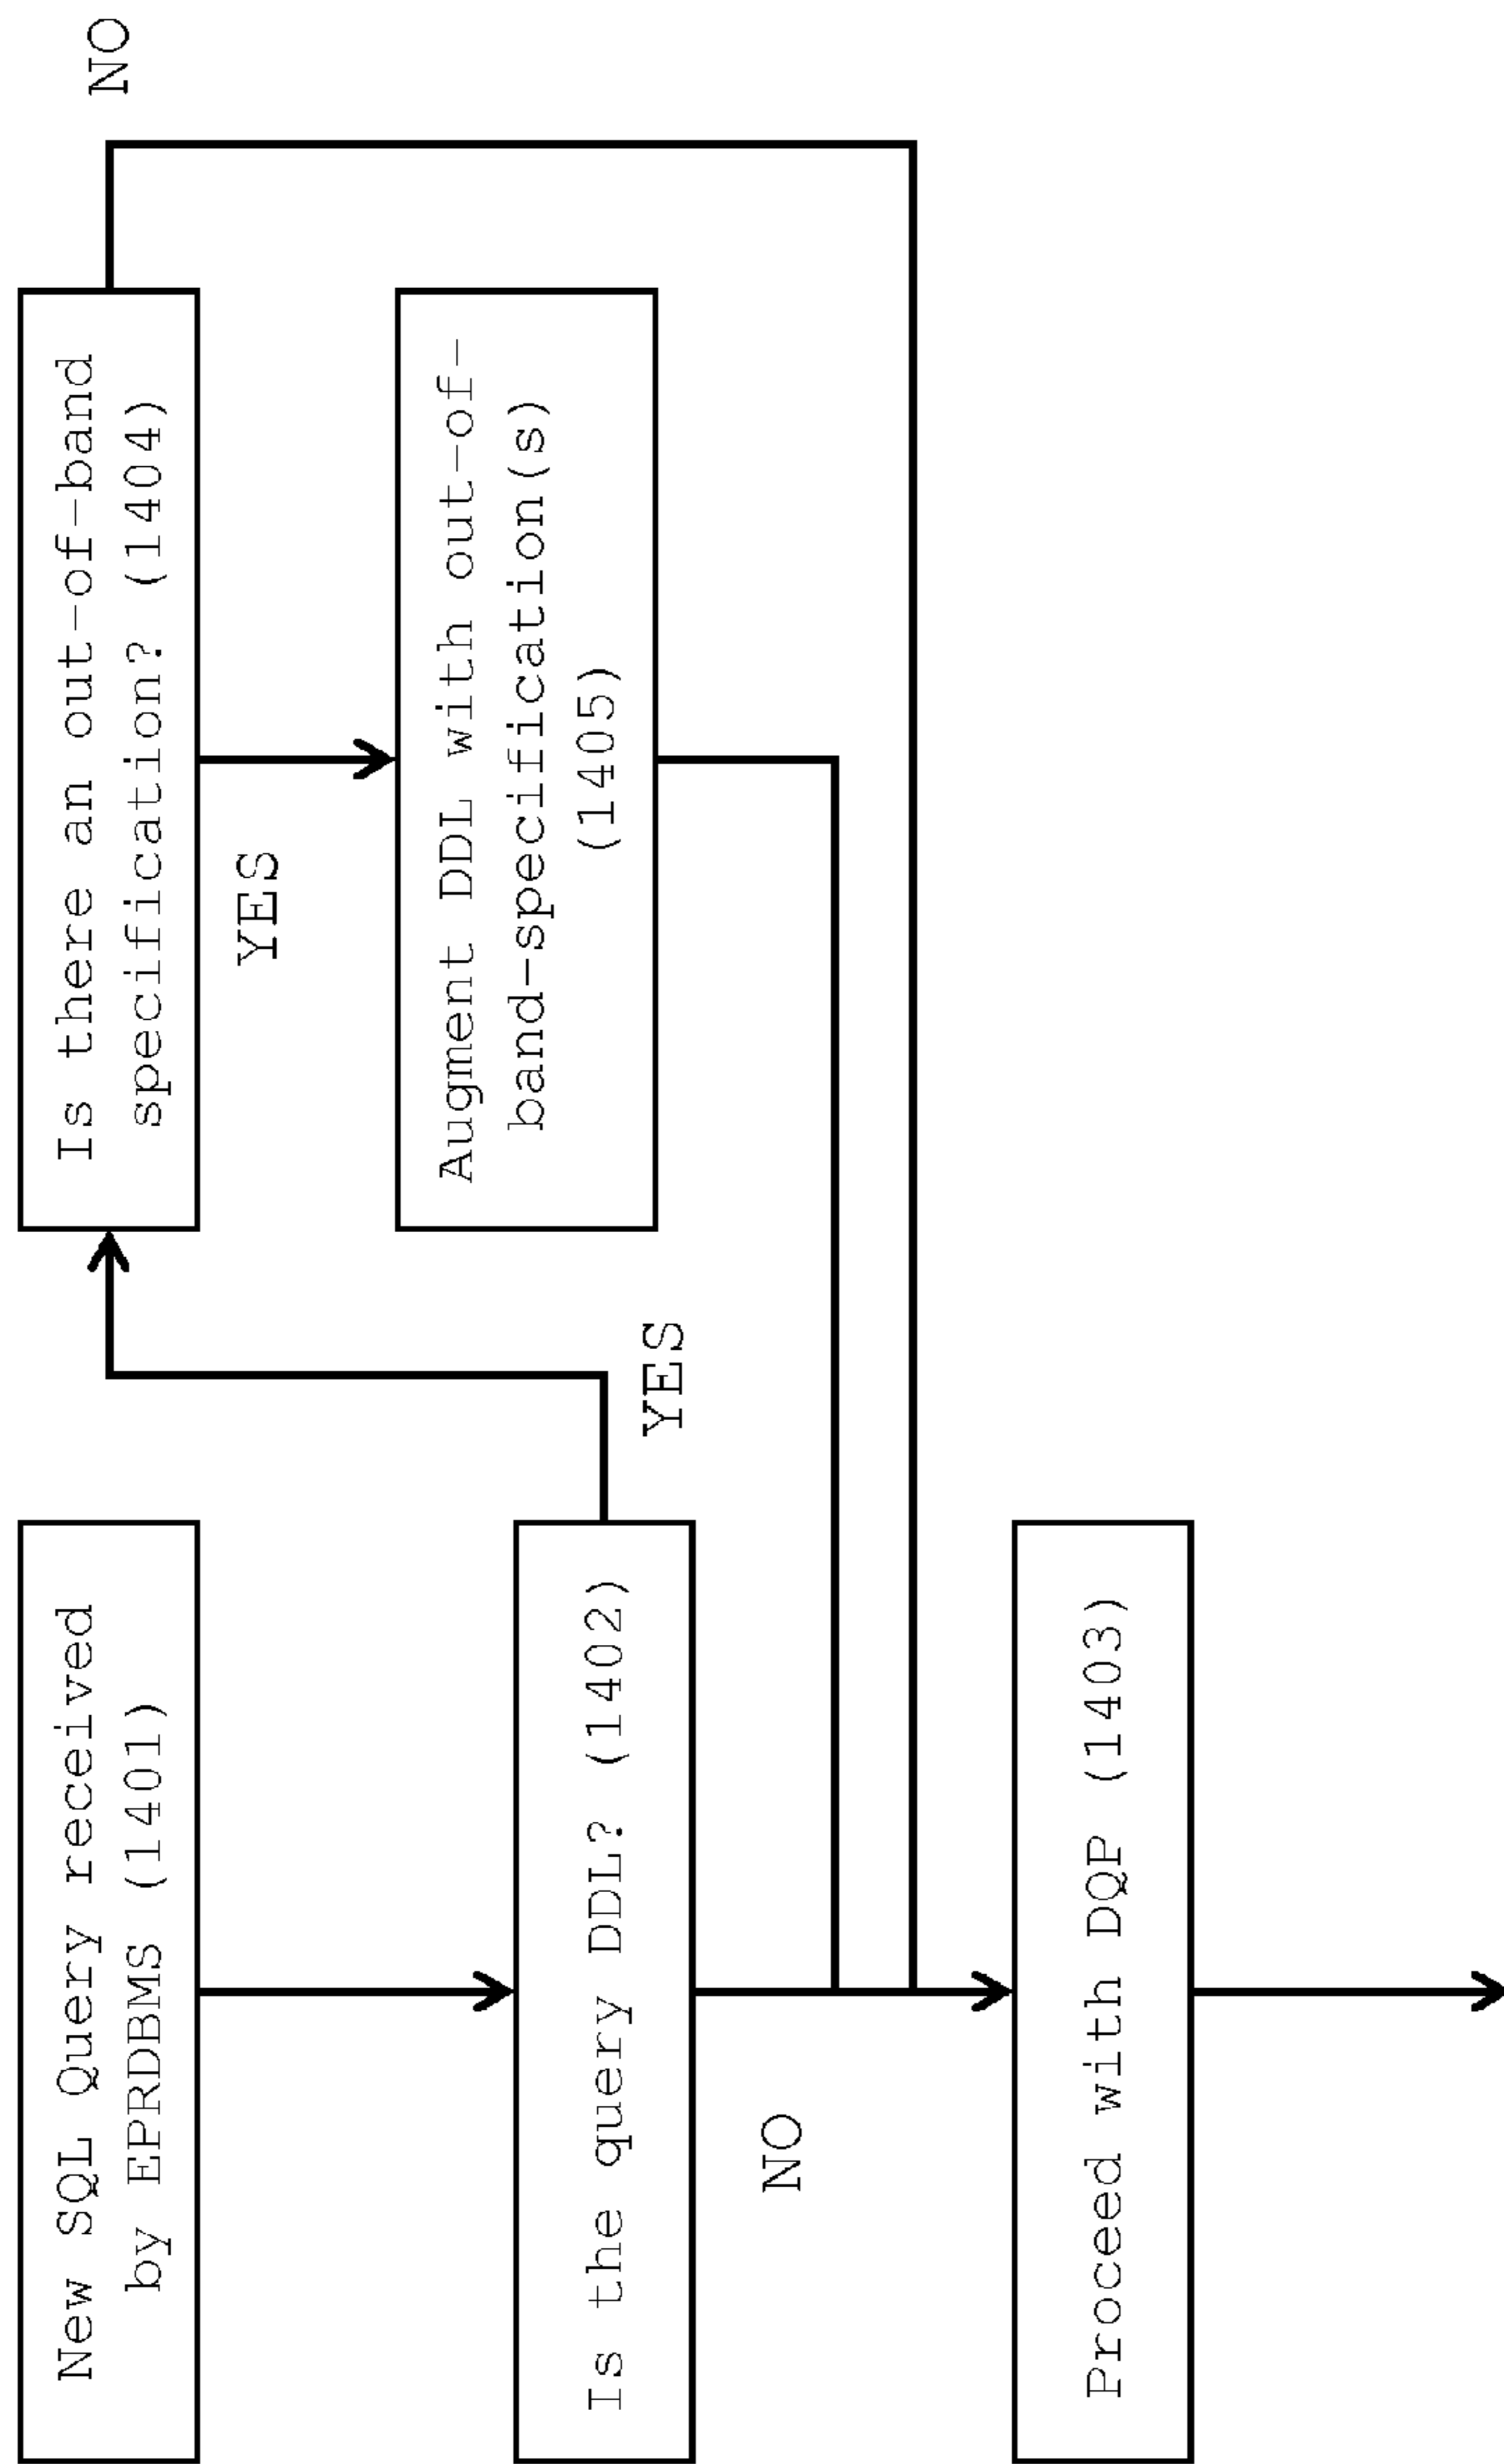 New SQL Query received
by EPRDBMS (1401)
Is the query DDL? (1402)
YES
NO
Proceed with DQP (1403)
Is there an out-of-band
specification? (1404)
NO
YES
Augment DDL with out-of-
band-specification(s)
(1405)